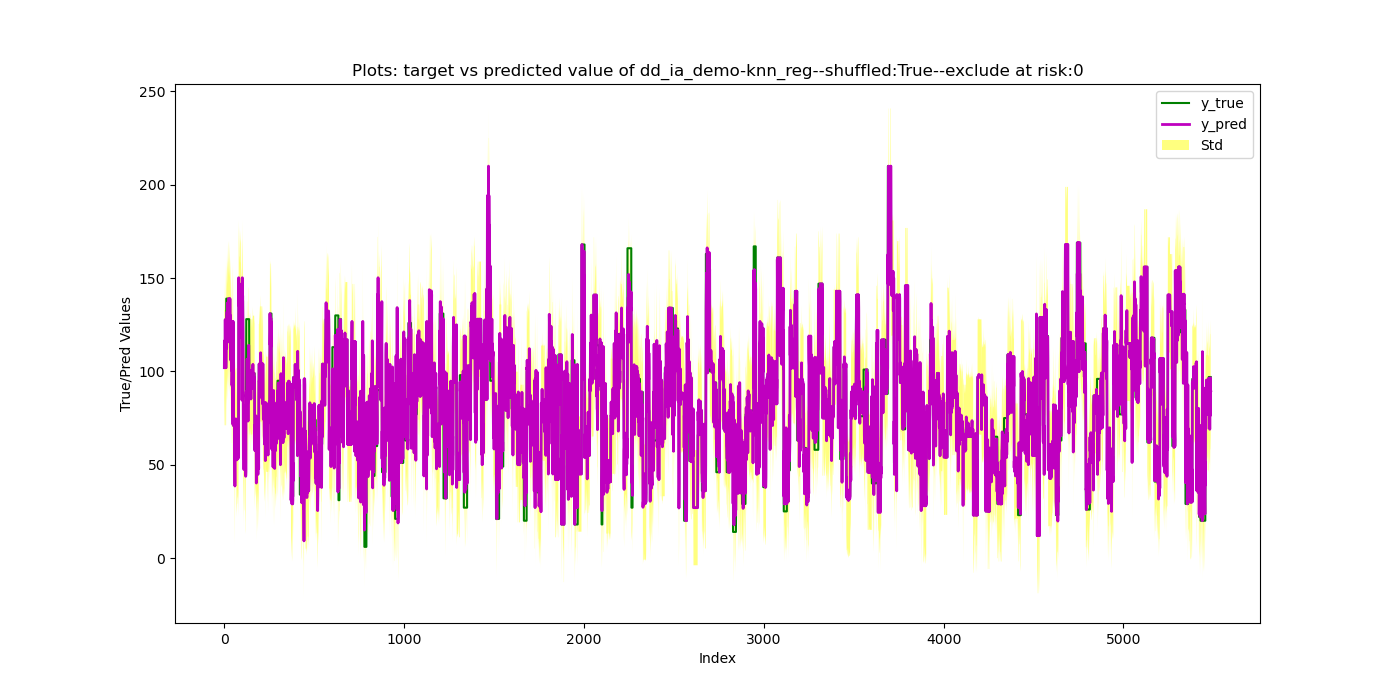 Plots: target vs predicted value of dd_ia_demo-knn_reg--shuffled:True--exclude at risk:0
250
200
150
100
50
0
True/Pred Values
y_true
y_pred
Std
0
1000
2000
3000
4000
5000
Index